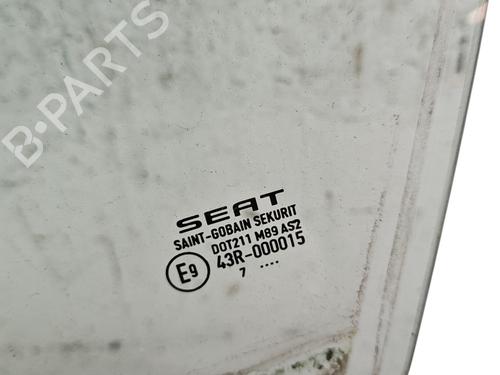 B-PARTS
SEAT
SAINT-GOBAIN SEKURIT
DOT211 M89 AS2
E9 43R-000015
7 ....